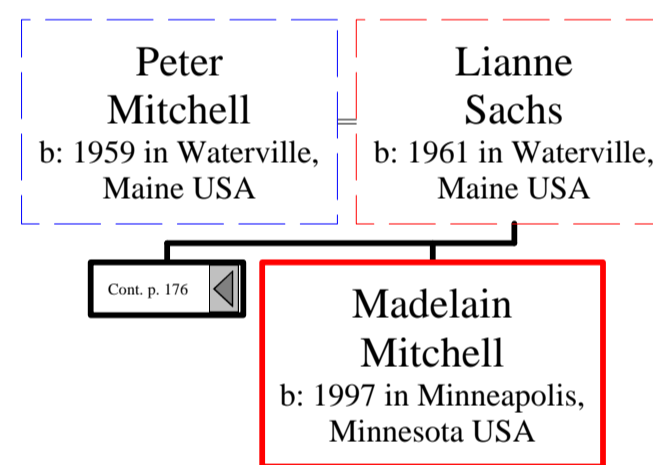 Peter
Mitchell
b: 1959 in Waterville,
Maine USA
Lianne
Sachs
b: 1961 in Waterville,
Maine USA
Cont. p. 176
Madelain
Mitchell
b: 1997 in Minneapolis,
Minnesota USA